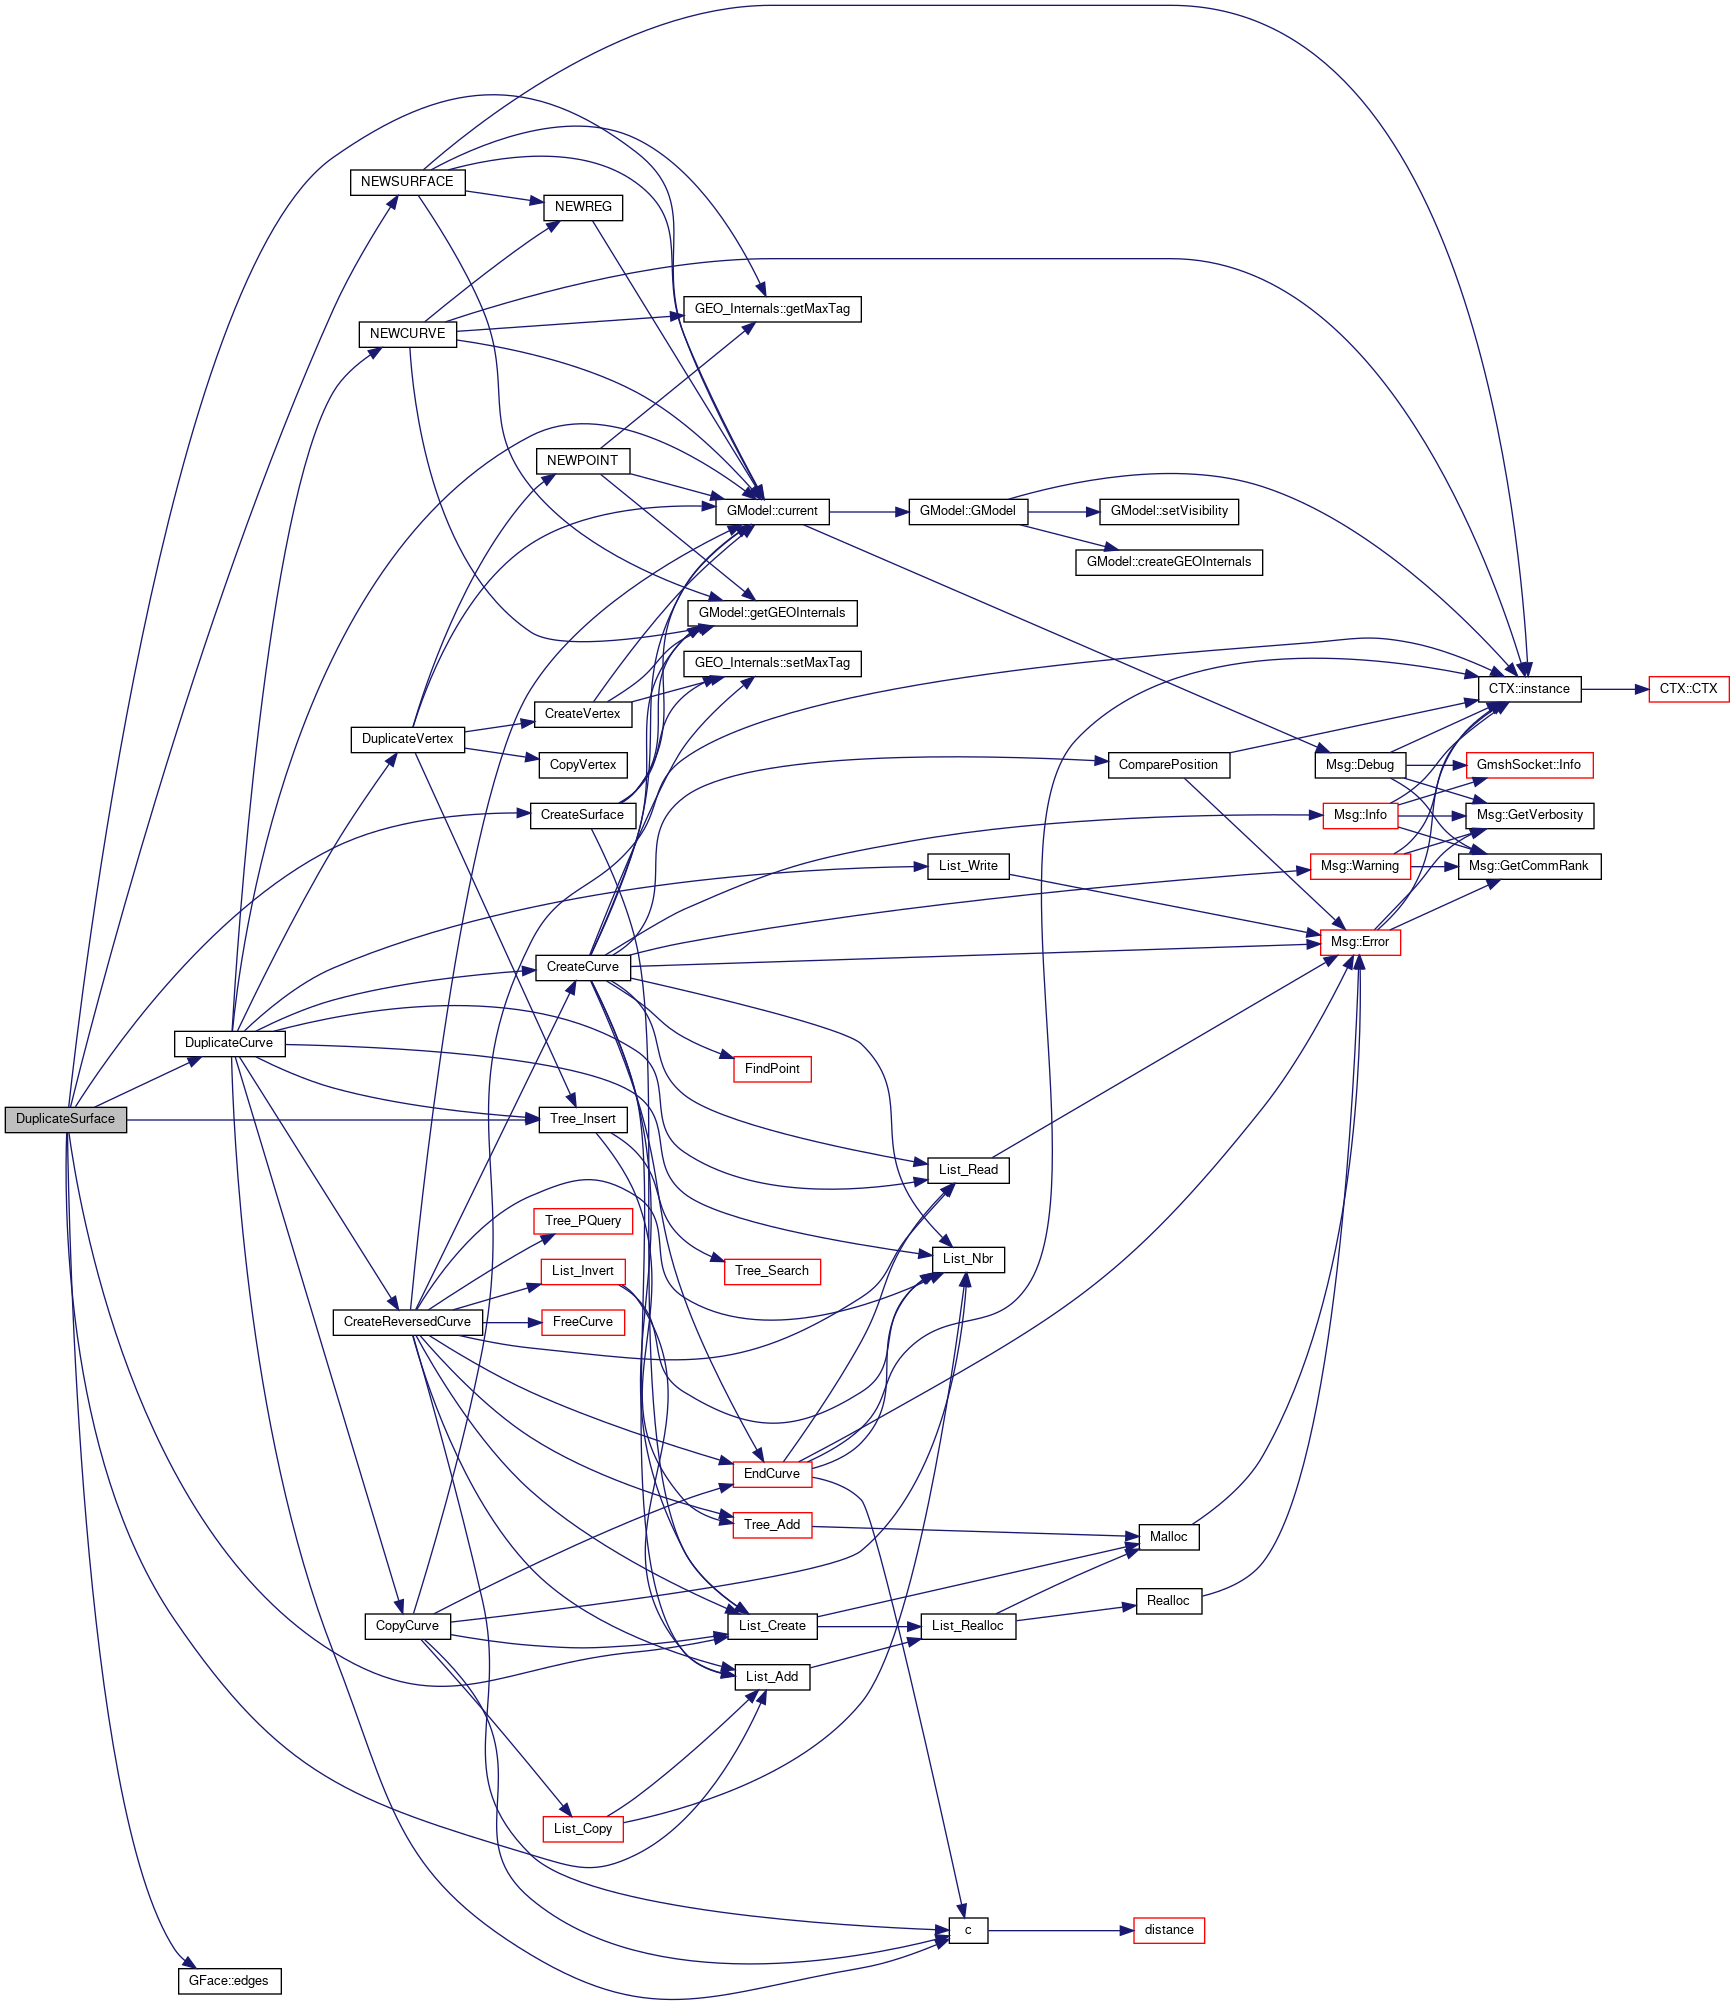 NEWSURFACE
NEWREG
GEO_Internals::getMaxTag
NEWCURVE
NEWPOINT
GModel::current
GModel::GModel
GModel::setVisibility
GModel::createGEOInternals
GModel::getGEOInternals
GEO_Internals::setMaxTag
CTX::instance
CTX::CTX
CreateVertex
DuplicateVertex
CopyVertex
ComparePosition
Msg::Debug
GmshSocket::Info
CreateSurface
Msg::Info
Msg::GetVerbosity
List_Write
Msg::Warning
Msg::GetCommRank
Msg::Error
CreateCurve
DuplicateCurve
FindPoint
DuplicateSurface
Tree_Insert
List_Read
Tree_PQuery
List_Nbr
List_Invert
Tree_Search
CreateReversedCurve
FreeCurve
EndCurve
Tree_Add
Malloc
Realloc
CopyCurve
List_Create
List_Realloc
List_Add
List_Copy
c
distance
GFace::edges